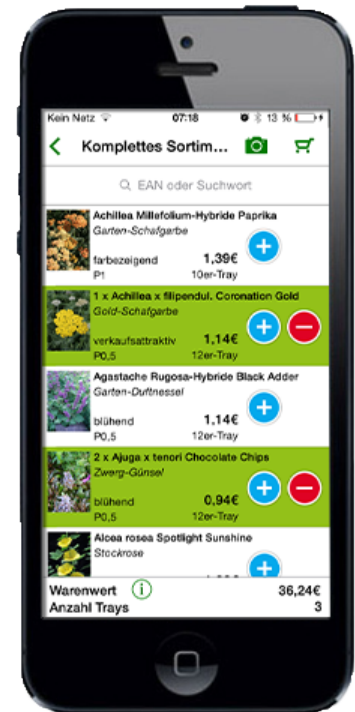 Kein Netz 07:18 13 %
Komplettes Sortim...
EAN oder Suchwort
Achillea Millefolium-Hybride Paprika
Garten-Schafgarbe
farbezeigend 1,39€
P1 10er-Tray
1 x Achillea x filipendul. Coronation Gold
Gold-Schafgarbe
verkaufsattraktiv 1,14€
P0,5 12er-Tray
Agastache Rugosa-Hybride Black Adder
Garten-Duftnessel
blühend 1,14€
P0,5 12er-Tray
2 x Ajuga x tenori Chocolate Chips
Zwerg-Günsel
blühend 0,94€
P0,5 12er-Tray
Alcea rosea Spotlight Sunshine
Stockrose
Warenwert i 36,24€
Anzahl Trays 3